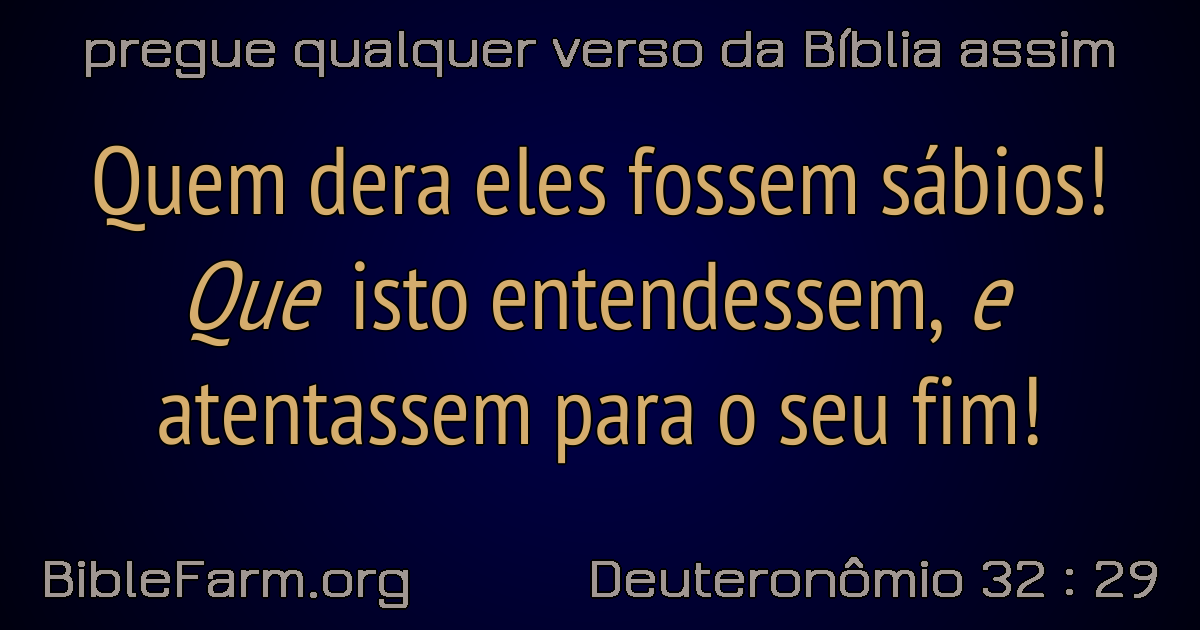 pregue qualquer verso da Bíblia assim
Quem dera eles fossem sábios!
Que isto entendessem, e
atentassem para o seu fim!
BibleFarm.org
Deuteronômio 32 : 29